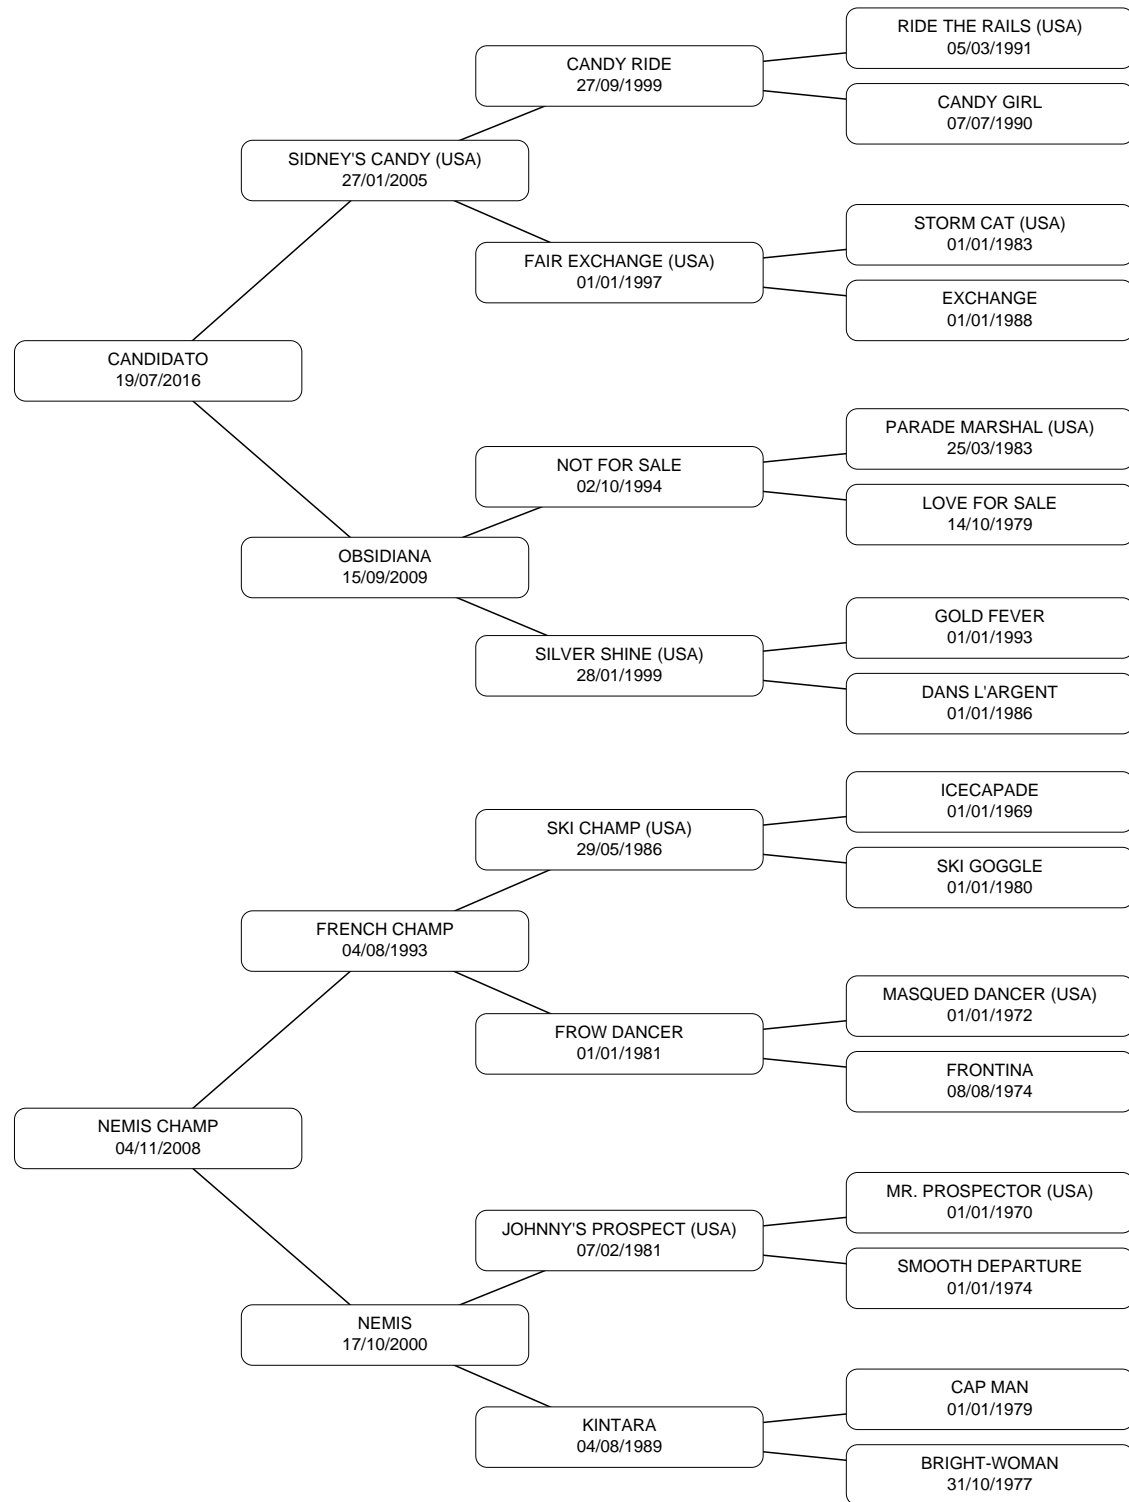 RIDE THE RAILS (USA)
05/03/1991
CANDY RIDE
27/09/1999
CANDY GIRL
07/07/1990
SIDNEY'S CANDY (USA)
27/01/2005
STORM CAT (USA)
01/01/1983
FAIR EXCHANGE (USA)
01/01/1997
EXCHANGE
01/01/1988
CANDIDATO
19/07/2016
PARADE MARSHAL (USA)
25/03/1983
NOT FOR SALE
02/10/1994
LOVE FOR SALE
14/10/1979
OBSIDIANA
15/09/2009
GOLD FEVER
01/01/1993
SILVER SHINE (USA)
28/01/1999
DANS L'ARGENT
01/01/1986
ICECAPADE
01/01/1969
SKI CHAMP (USA)
29/05/1986
SKI GOGGLE
01/01/1980
FRENCH CHAMP
04/08/1993
MASQUED DANCER (USA)
01/01/1972
FROW DANCER
01/01/1981
FRONTINA
08/08/1974
NEMIS CHAMP
04/11/2008
MR. PROSPECTOR (USA)
01/01/1970
JOHNNY'S PROSPECT (USA)
07/02/1981
SMOOTH DEPARTURE
01/01/1974
NEMIS
17/10/2000
CAP MAN
01/01/1979
KINTARA
04/08/1989
BRIGHT-WOMAN
31/10/1977